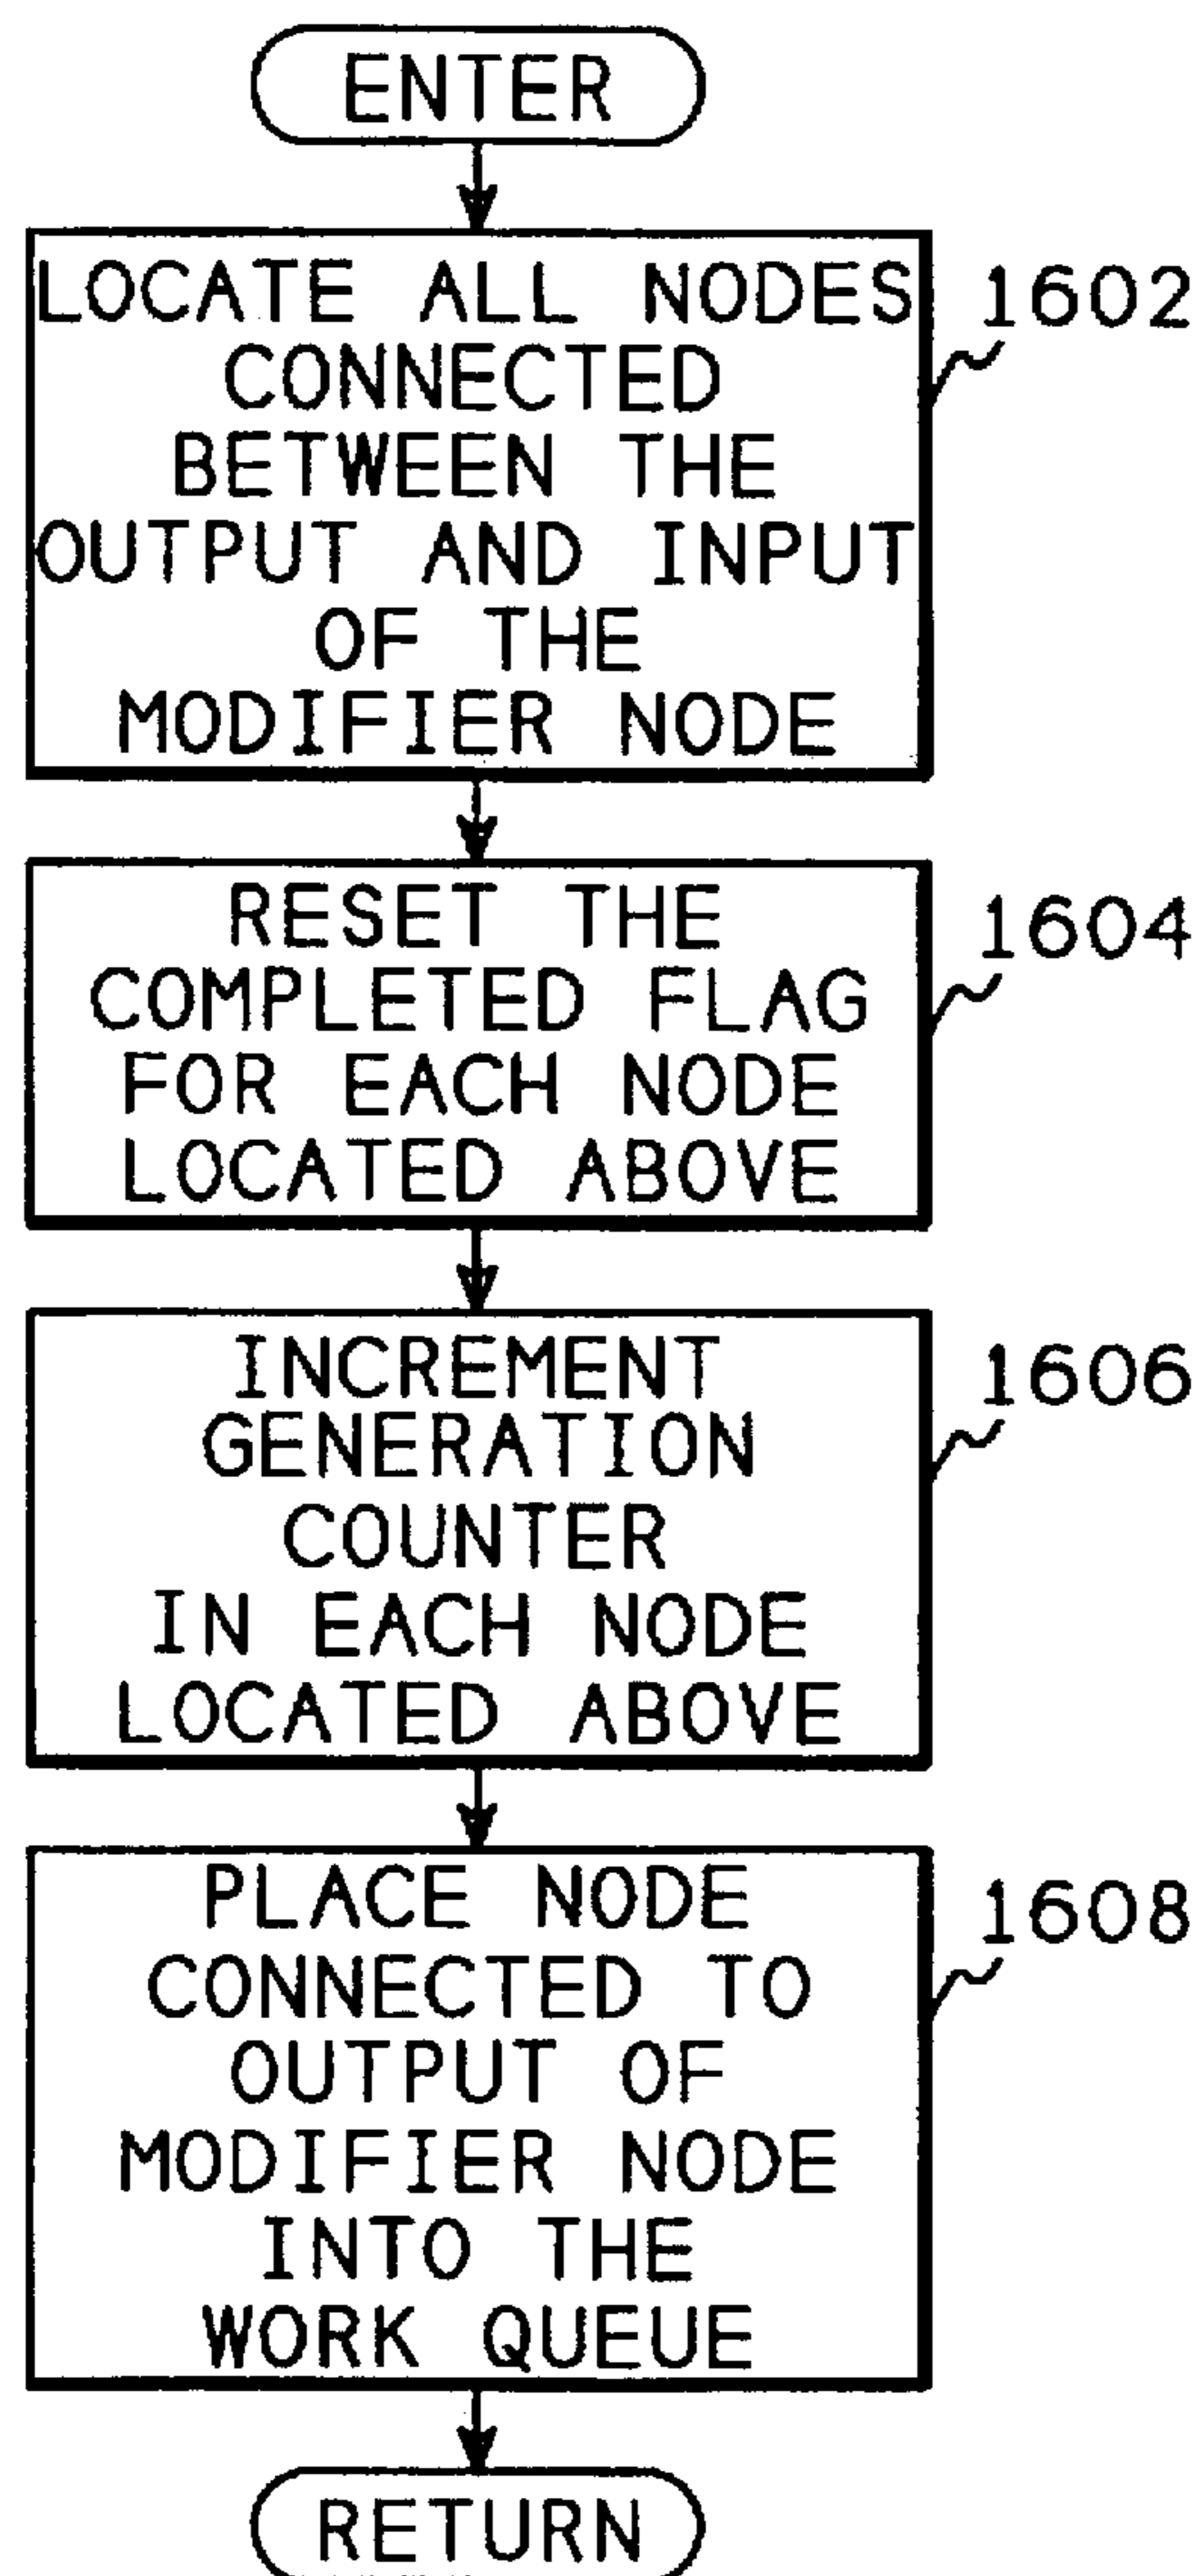 ENTER
LOCATE ALL NODES
CONNECTED
BETWEEN THE
OUTPUT AND INPUT
OF THE
MODIFIER NODE
1602
RESET THE
COMPLETED FLAG
FOR EACH NODE
LOCATED ABOVE
1604
INCREMENT
GENERATION
COUNTER
IN EACH NODE
LOCATED ABOVE
1606
PLACE NODE
CONNECTED TO
OUTPUT OF
MODIFIER NODE
INTO THE
WORK QUEUE
1608
RETURN